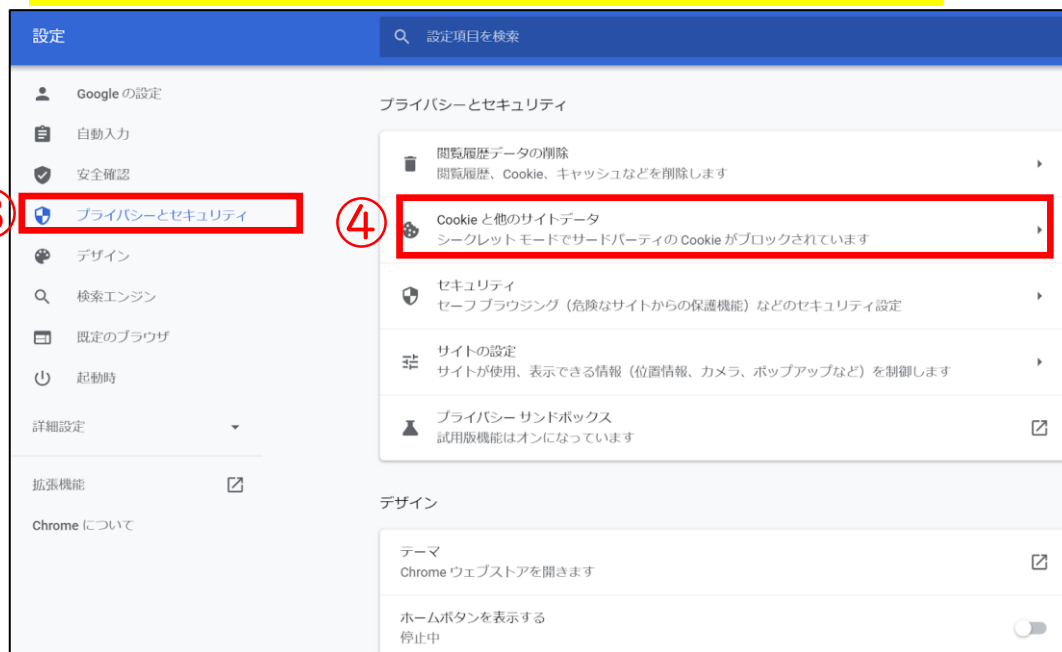 設定
設定項目を検索
Google の設定
自動入力
安全確認
③
プライバシーとセキュリティ
デザイン
検索エンジン
既定のブラウザ
起動時
詳細設定
拡張機能
Chrome について
プライバシーとセキュリティ
閲覧履歴データの削除
閲覧履歴、Cookie、キャッシュなどを削除します
④
Cookie と他のサイトデータ
シークレット モードでサードパーティの Cookie がブロックされています
セキュリティ
セーフ ブラウジング（危険なサイトからの保護機能）などのセキュリティ設定
サイトの設定
サイトが使用、表示できる情報（位置情報、カメラ、ポップアップなど）を制御します
プライバシー サンドボックス
試用版機能はオンになっています
デザイン
テーマ
Chrome ウェブストアを開きます
ホームボタンを表示する
停止中